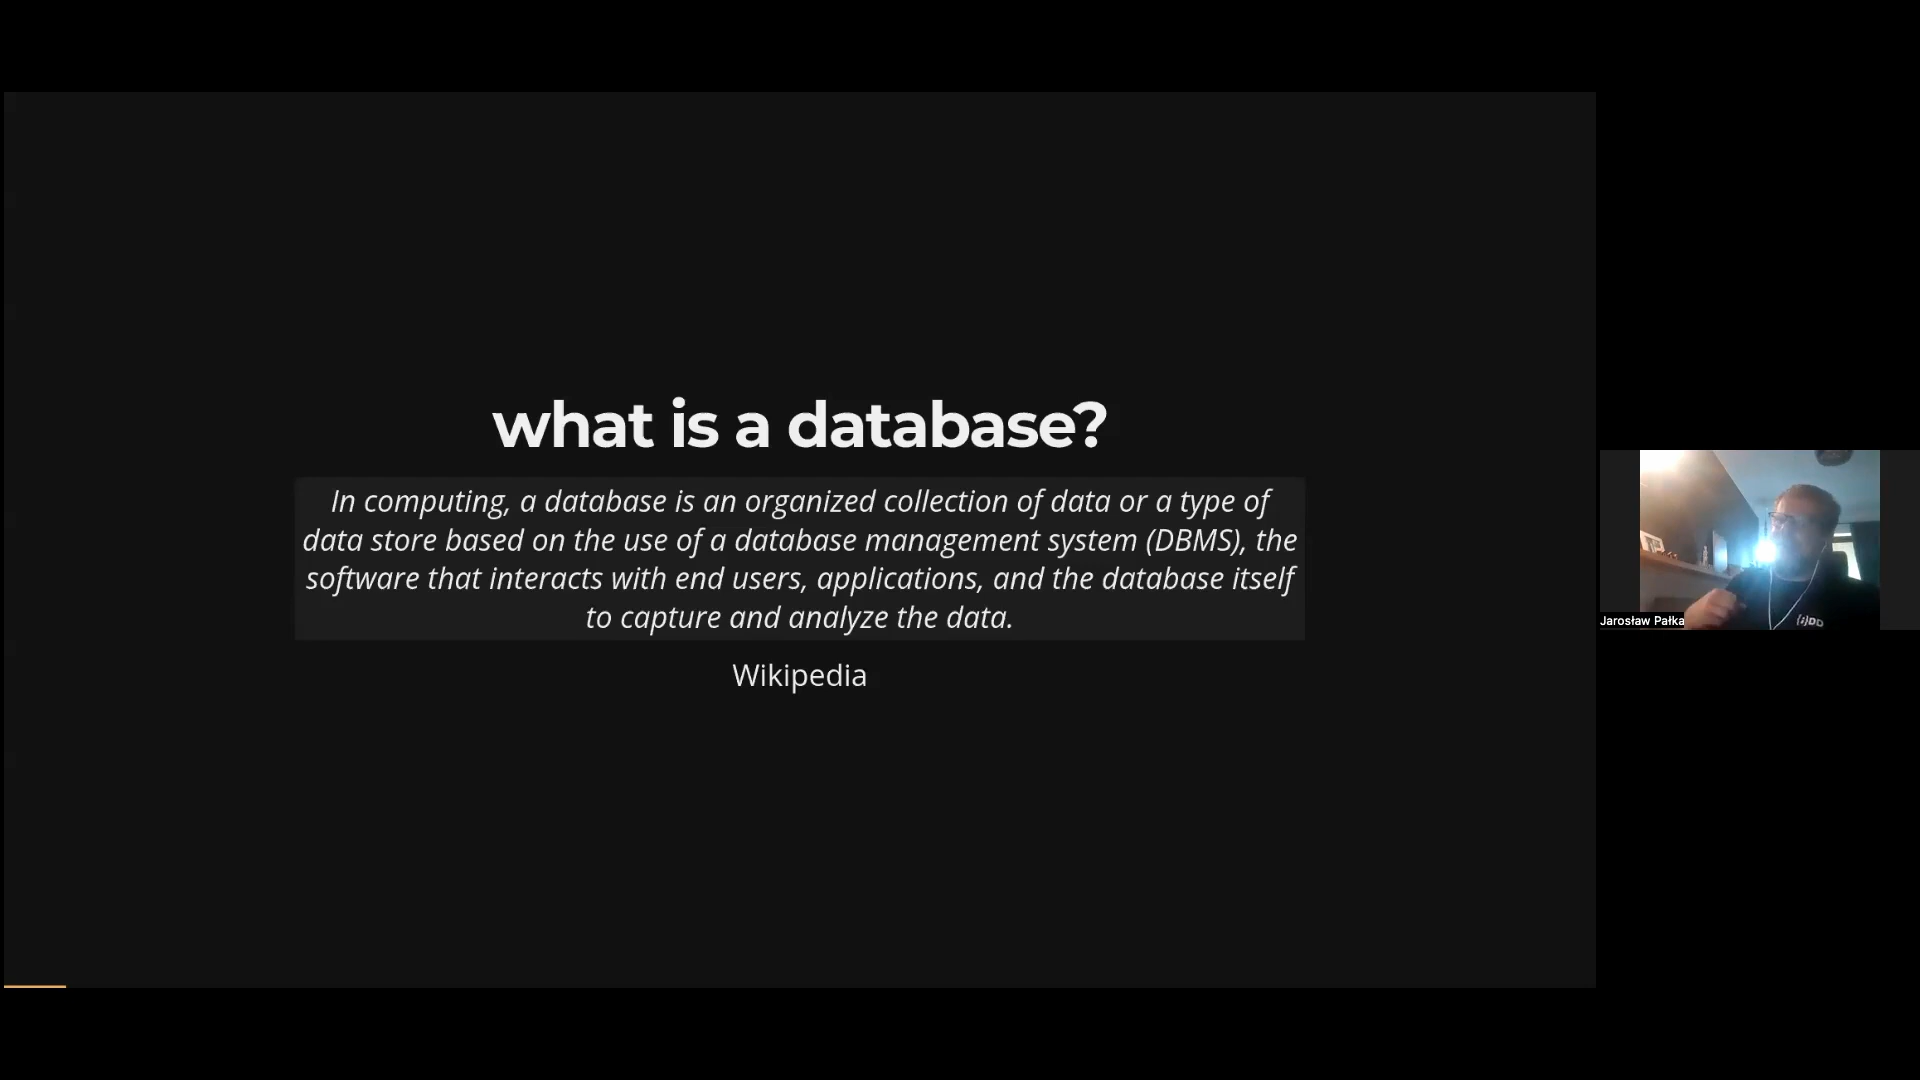 what is a database?
In computing, a database is an organized collection of data or a type of
data store based on the use of a database management system (DBMS), the
software that interacts with end users, applications, and the database itself
to capture and analyze the data.
Wikipedia
Jarosław Pałka